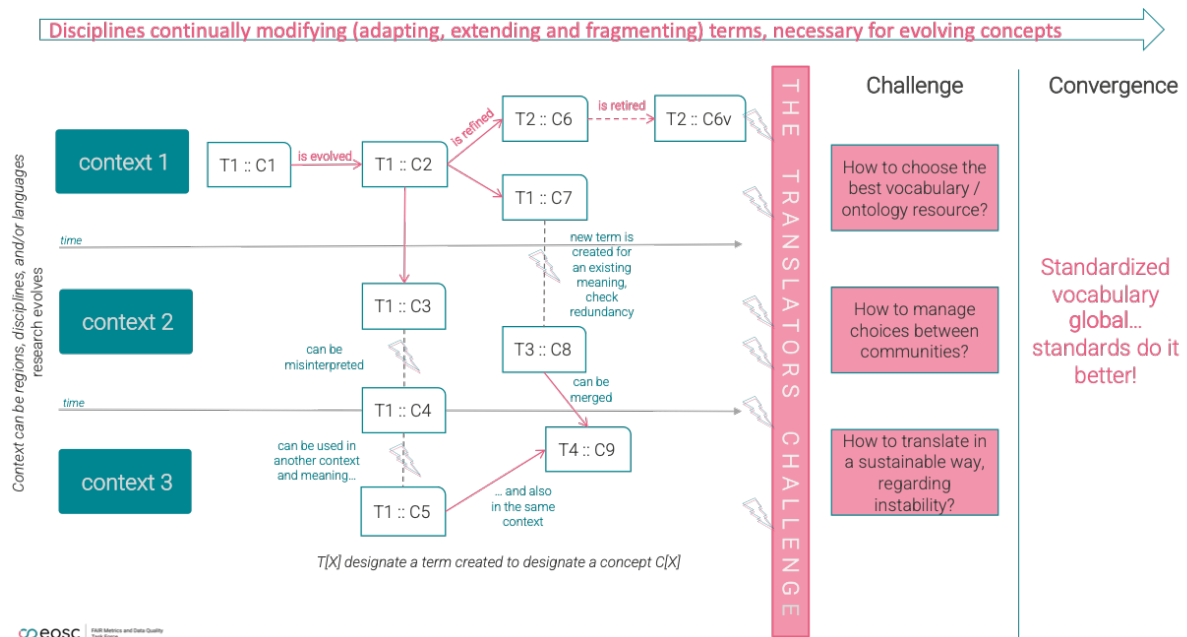 Disciplines continually modifying (adapting, extending and fragmenting) terms, necessary for evolving concepts
Context can be regions, disciplines, and/or languages
research evolves
context 1
T1 :: C1
is evolved
T1 :: C2
is refined
T2 :: C6
is retired
T2 :: C6v
T1 :: C7
time
new term is
created for
an existing
meaning,
check
redundancy
context 2
T1 :: C3
can be
misinterpreted
T3 :: C8
can be
merged
time
T1 :: C4
can be used in
another context
and meaning…
context 3
T4 :: C9
T1 :: C5
… and also
in the same
context
T[X] designate a term created to designate a concept C[X]
THE TRANSLATORS CHALLENGE
Challenge
How to choose the
best vocabulary /
ontology resource?
How to manage
choices between
communities?
How to translate in
a sustainable way,
regarding
instability?
Convergence
Standardized
vocabulary
global…
standards do it
better!
eosc
FAIR Metrics and Data Quality